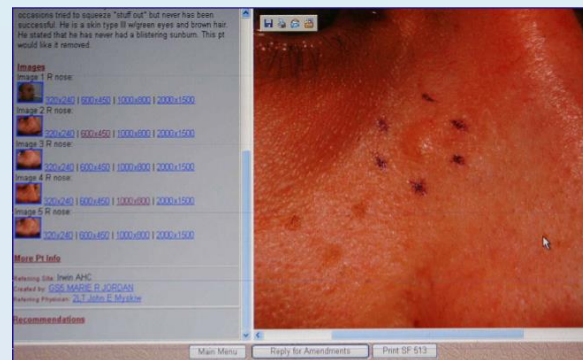 occasions tried to squeeze "stuff out" but never has been
successful. He is a skin type III w/green eyes and brown hair.
He stated that he has never had a blistering sunburn. This pt
would like it removed.
Images
Image 1 R nose:
320x240 | 600x450 | 1000x800 | 2000x1500
Image 2 R nose:
320x240 | 600x450 | 1000x800 | 2000x1500
Image 3 R nose:
320x240 | 600x450 | 1000x800 | 2000x1500
Image 4 R nose:
320x240 | 600x450 | 1000x800 | 2000x1500
Image 5 R nose:
320x240 | 600x450 | 1000x800 | 2000x1500
More Pt Info
Referring Site: Irwin AHC
Created by: GS5 MARIE R JORDAN
Referring Physician: 2LT John E Myskiw
Recommendations
Main Menu
Reply for Amendments
Print SF 513